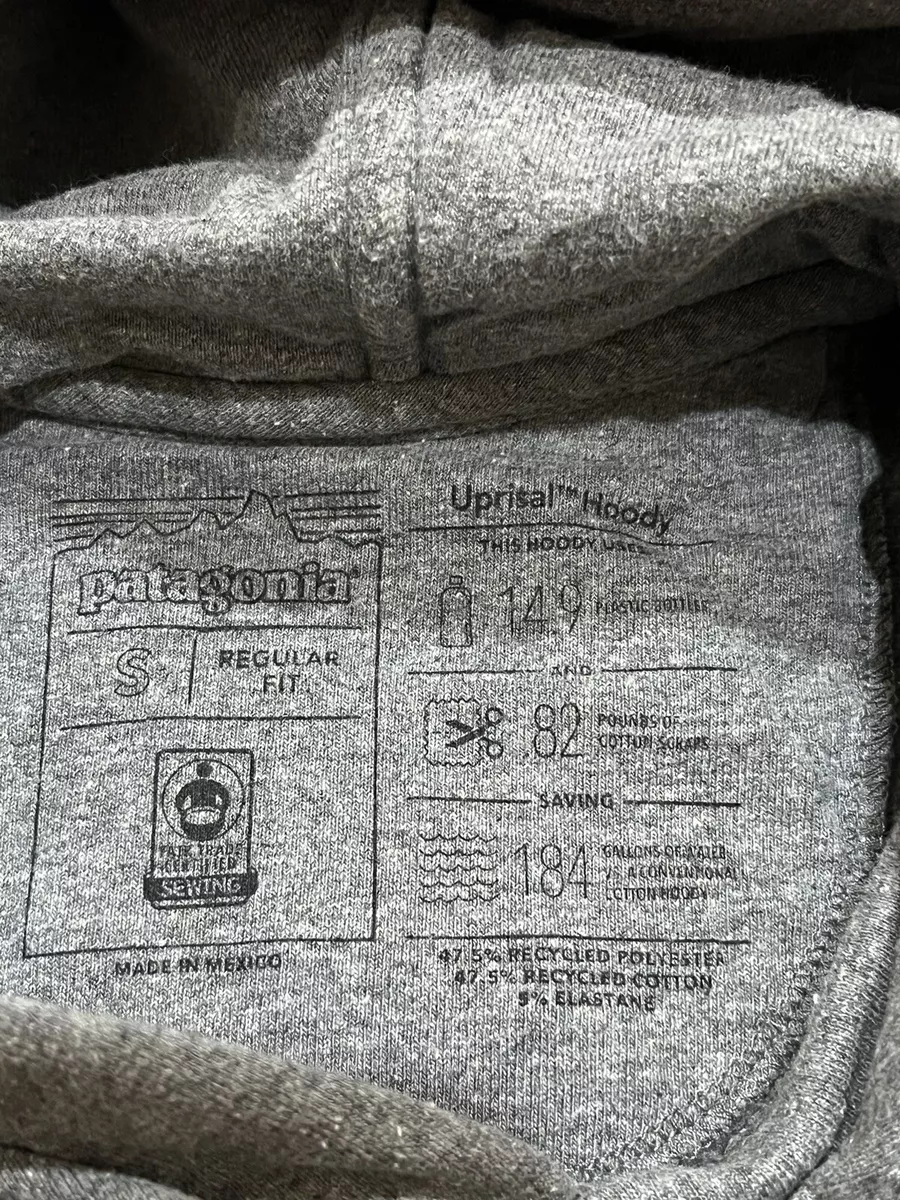 patagonia®
S
REGULAR
FIT
FAIR TRADE
CERTIFIED
SEWING
MADE IN MEXICO
Uprisal™ Hoody
THIS HOODY USES
14.9 PLASTIC BOTTLES
AND
.82 POUNDS OF
COTTON SCRAPS
SAVING
184 GALLONS OF WATER
A CONVENTIONAL
COTTON HOODY
47.5% RECYCLED POLYESTER
47.5% RECYCLED COTTON
5% ELASTANE